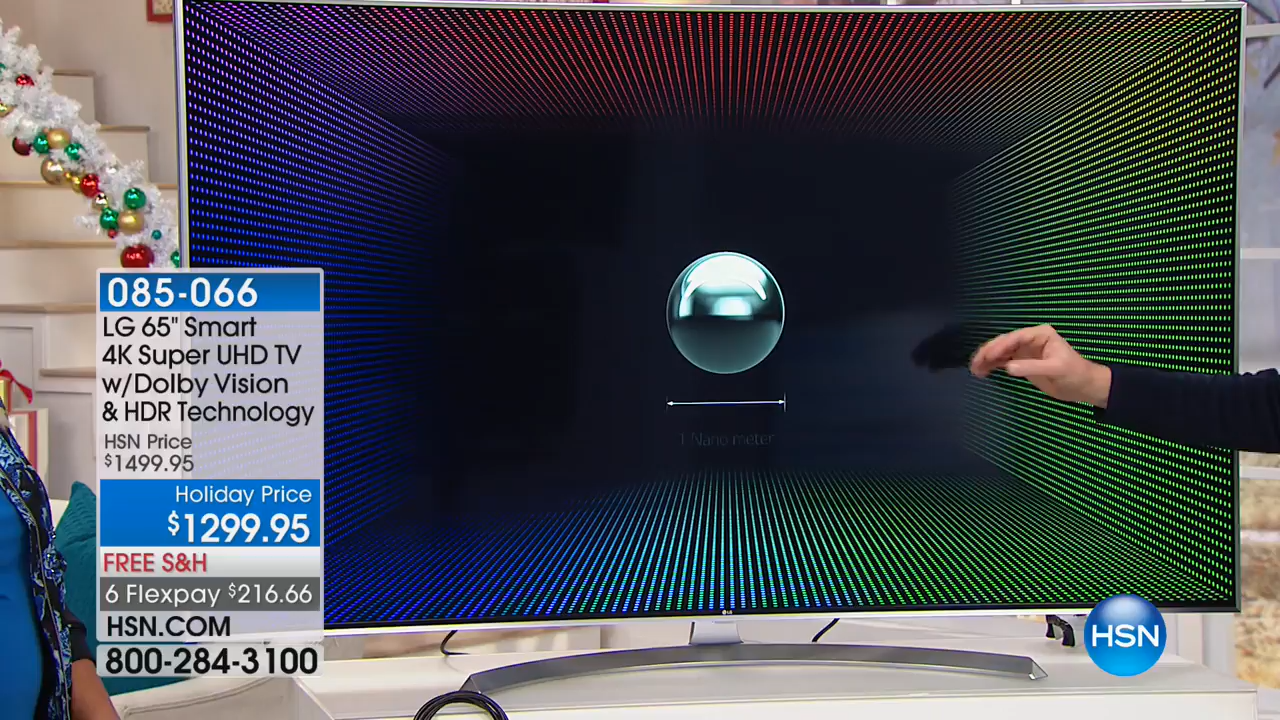 085-066
LG 65" Smart
4K Super UHD TV
w/Dolby Vision
& HDR Technology
HSN Price
$1499.95
Holiday Price
$1299.95
FREE S&H
6 Flexpay $216.66
HSN.COM
800-284-3100
1 Nano meter
LG
HSN